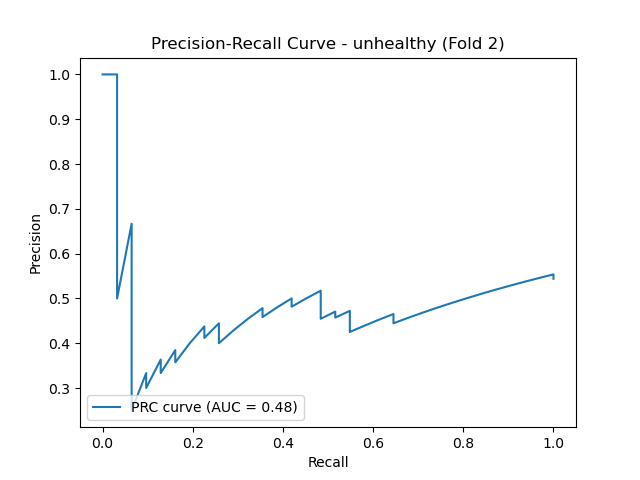 Precision-Recall Curve - unhealthy (Fold 2)
1.0
0.9
0.8
0.7
0.6
0.5
0.4
0.3
Precision
PRC curve (AUC = 0.48)
0.0 0.2 0.4 0.6 0.8 1.0
Recall